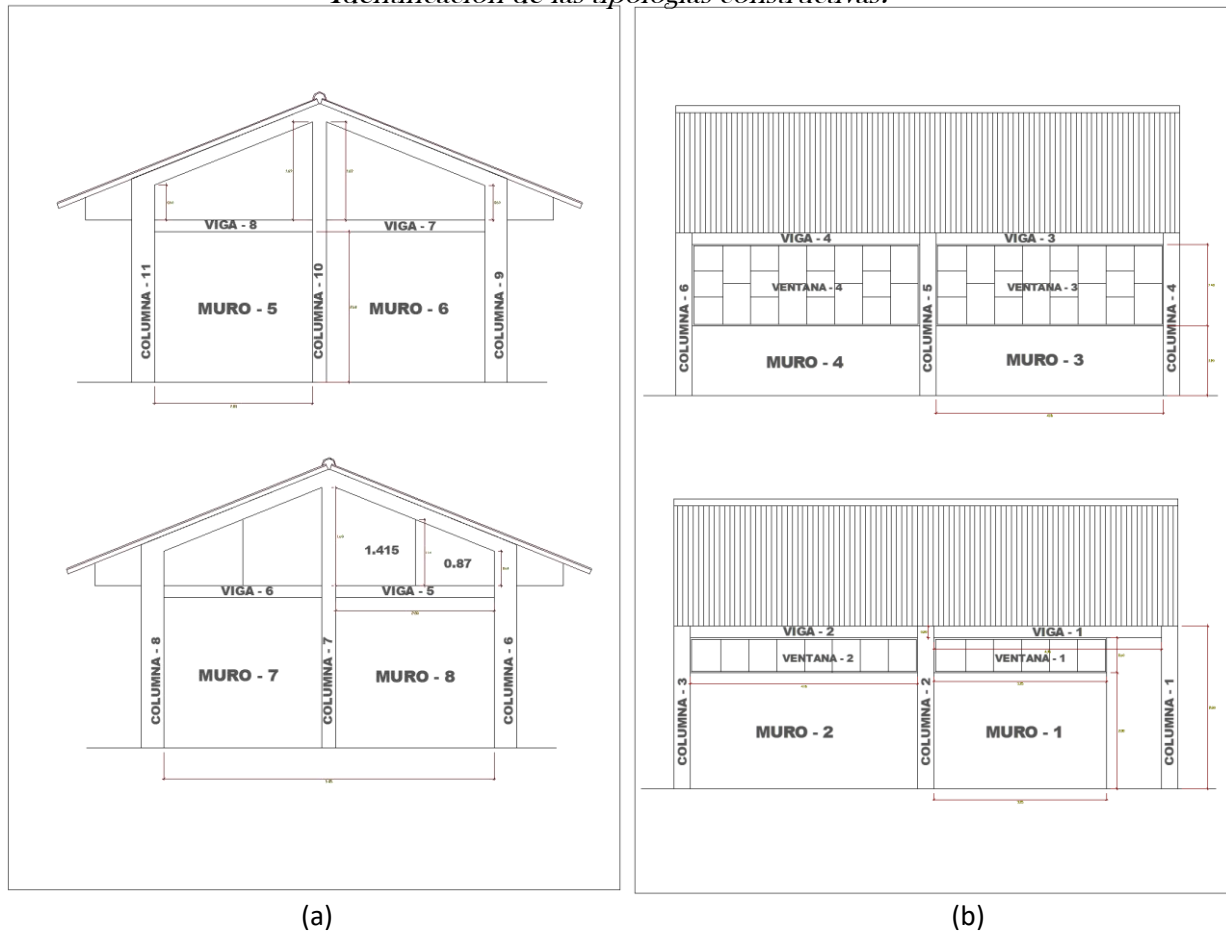 Identificación de las tipologías constructivas.
VIGA - 8
VIGA - 7
COLUMNA - 11
COLUMNA - 10
COLUMNA - 9
MURO - 5
MURO - 6
1.415
0.87
VIGA - 6
VIGA - 5
COLUMNA - 8
COLUMNA - 7
COLUMNA - 6
MURO - 7
MURO - 8
(a)
VIGA - 4
VIGA - 3
COLUMNA - 6
COLUMNA - 5
COLUMNA - 4
VENTANA - 4
VENTANA - 3
MURO - 4
MURO - 3
VIGA - 2
VIGA - 1
VENTANA - 2
VENTANA - 1
COLUMNA - 3
COLUMNA - 2
COLUMNA - 1
MURO - 2
MURO - 1
(b)